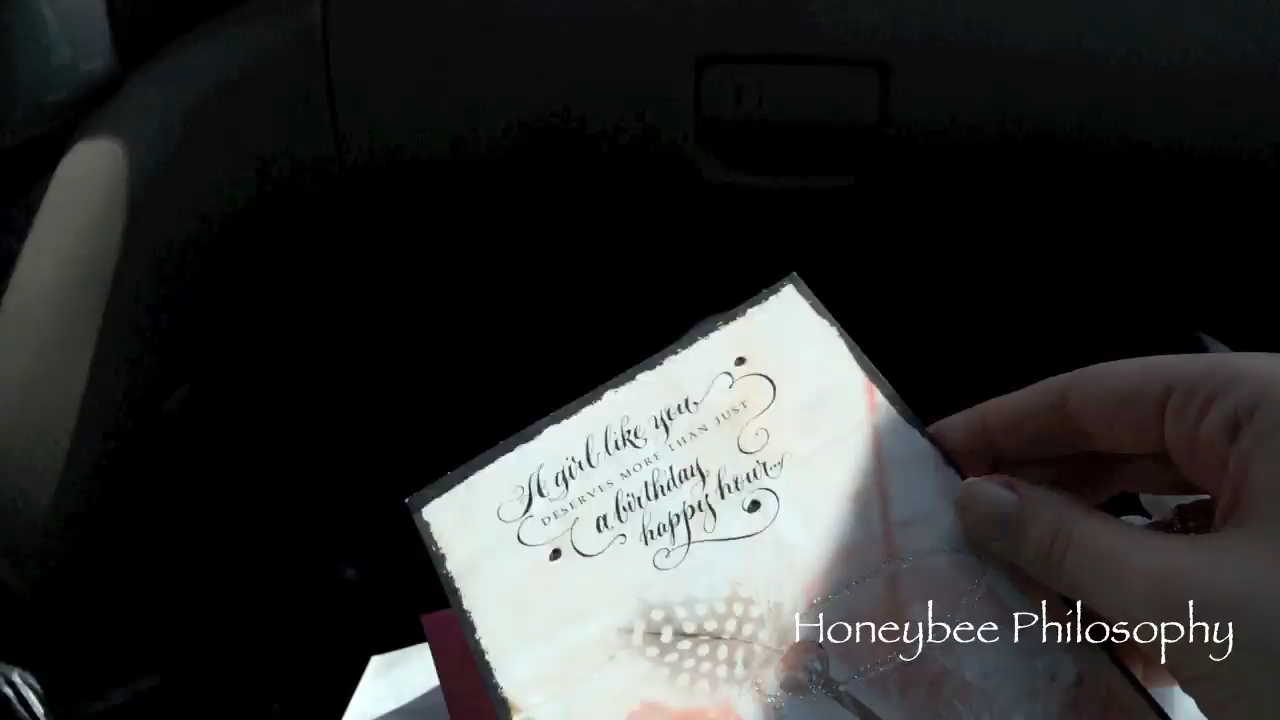 A girl like you
DESERVES MORE THAN JUST
a birthday
happy hour...
Honeybee Philosophy